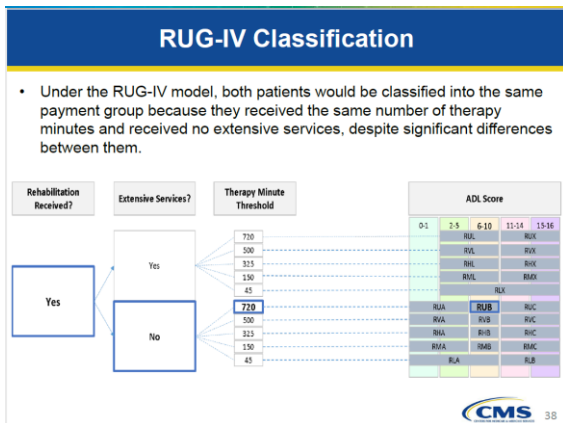 RUG-IV Classification
• Under the RUG-IV model, both patients would be classified into the same
payment group because they received the same number of therapy
minutes and received no extensive services, despite significant differences
between them.
Rehabilitation
Received?
Extensive Services?
Therapy Minute
Threshold
ADL Score
0-1 2-5 6-10 11-14 15-16
Yes
Yes
720 RUL RUX
500 RVL RVX
325 RHL RHX
150 RML RMX
45 RLX
No
720 RUA RUB RUC
500 RVA RVB RVC
325 RHA RHB RHC
150 RMA RMB RMC
45 RLA RLB
CMS
38